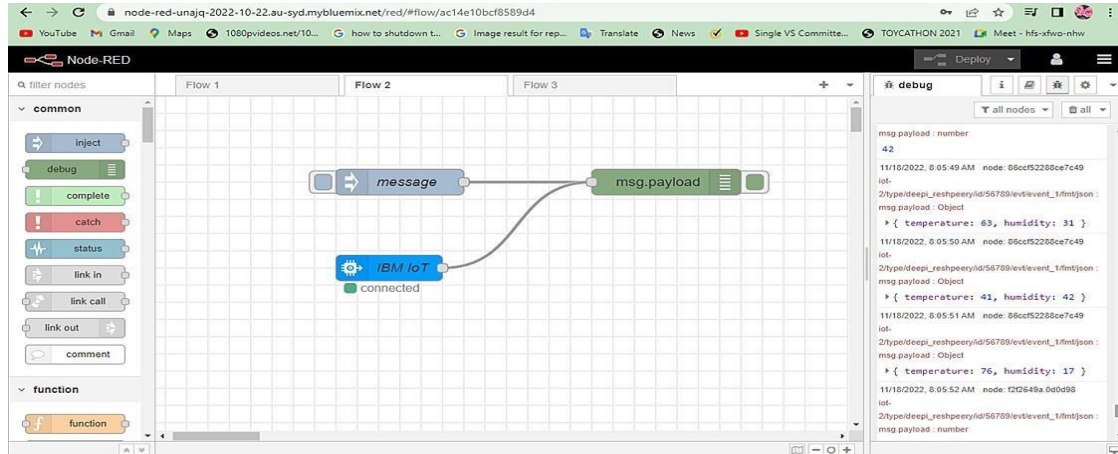 node-red-unajq-2022-10-22.au-syd.mybluemix.net/red/#flow/ac14e10bcf8589d4
YouTube Gmail Maps 1080pvideos.net/10... how to shutdown t... Image result for rep... Translate News Single VS Committe... TOYCATHON 2021 Meet - hfs-xfwo-nhw
Node-RED Deploy
filter nodes Flow 1 Flow 2 Flow 3 debug i
common
all nodes all
inject
debug
complete
catch
status
link in
link call
link out
comment
function
function
message
msg.payload
IBM IoT
connected
msg.payload : number
42
11/18/2022, 8:05:49 AM node: 86ccf52288ce7c49
iot-
2/type/deepi_reshpeery/id/56789/evt/event_1/fmt/json :
msg.payload : Object
{ temperature: 63, humidity: 31 }
11/18/2022, 8:05:50 AM node: 86ccf52288ce7c49
iot-
2/type/deepi_reshpeery/id/56789/evt/event_1/fmt/json :
msg.payload : Object
{ temperature: 41, humidity: 42 }
11/18/2022, 8:05:51 AM node: 86ccf52288ce7c49
iot-
2/type/deepi_reshpeery/id/56789/evt/event_1/fmt/json :
msg.payload : Object
{ temperature: 76, humidity: 17 }
11/18/2022, 8:05:52 AM node: f2f2649a.0d0d98
iot-
2/type/deepi_reshpeery/id/56789/evt/event_1/fmt/json :
msg.payload : number